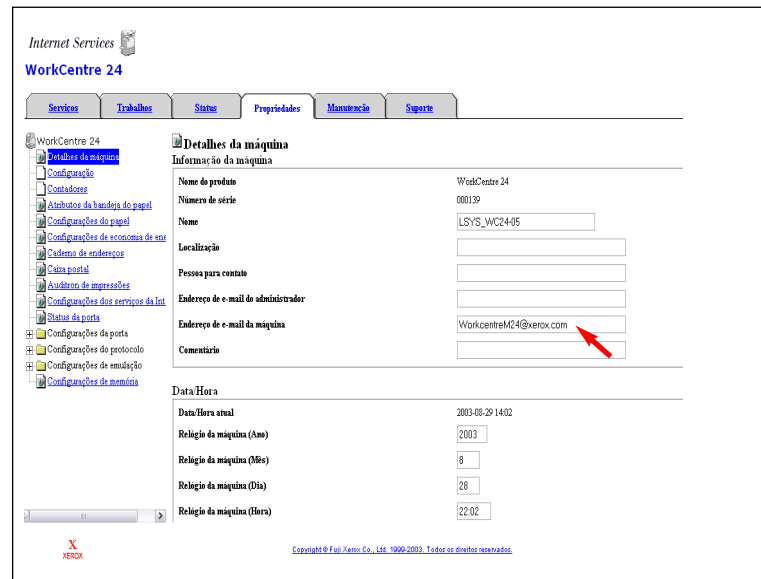 Internet Services
WorkCentre 24
Serviços Trabalhos Status Propriedades Manutenção Suporte
WorkCentre 24
Detalhes da máquina
Configuração
Contadores
Atributos da bandeja do papel
Configurações do papel
Configurações de economia de ene
Caderno de endereços
Caixa postal
Auditron de impressões
Configurações dos serviços da Int
Status da porta
Configurações da porta
Configurações do protocolo
Configurações de emulação
Configurações de memória
Detalhes da máquina
Informação da máquina
Nome do produto WorkCentre 24
Número de série 000139
Nome LSYS_WC24-05
Localização
Pessoa para contato
Endereço de e-mail do administrador
Endereço de e-mail da máquina WorkcentreM24@xerox.com
Comentário
Data/Hora
Data/Hora atual 2003-08-29 14:02
Relógio da máquina (Ano) 2003
Relógio da máquina (Mês) 8
Relógio da máquina (Dia) 28
Relógio da máquina (Hora) 22:02
X
XEROX
Copyright © Fuji Xerox Co., Ltd. 1999-2003. Todos os direitos reservados.